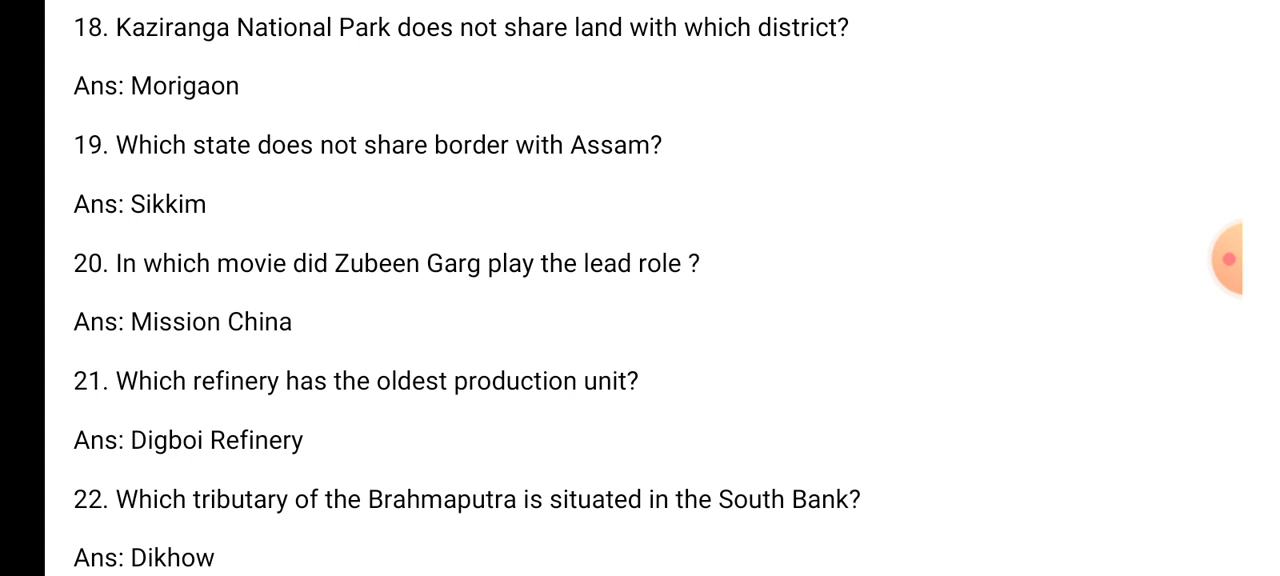 18. Kaziranga National Park does not share land with which district?
Ans: Morigaon
19. Which state does not share border with Assam?
Ans: Sikkim
20. In which movie did Zubeen Garg play the lead role ?
Ans: Mission China
21. Which refinery has the oldest production unit?
Ans: Digboi Refinery
22. Which tributary of the Brahmaputra is situated in the South Bank?
Ans: Dikhow